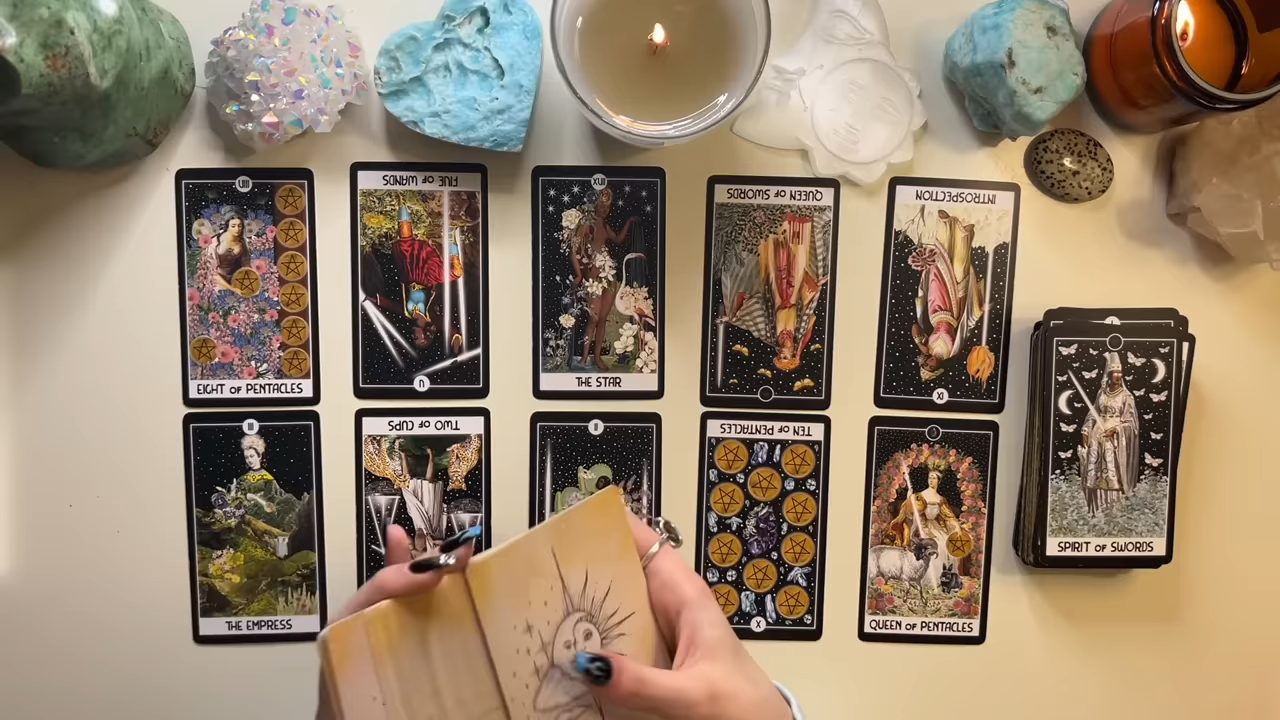 VIII
EIGHT OF PENTACLES
FIVE OF WANDS
V
XVII
THE STAR
QUEEN OF SWORDS
INTROSPECTION
XI
III
THE EMPRESS
TWO OF CUPS
II
TEN OF PENTACLES
X
QUEEN OF PENTACLES
SPIRIT OF SWORDS